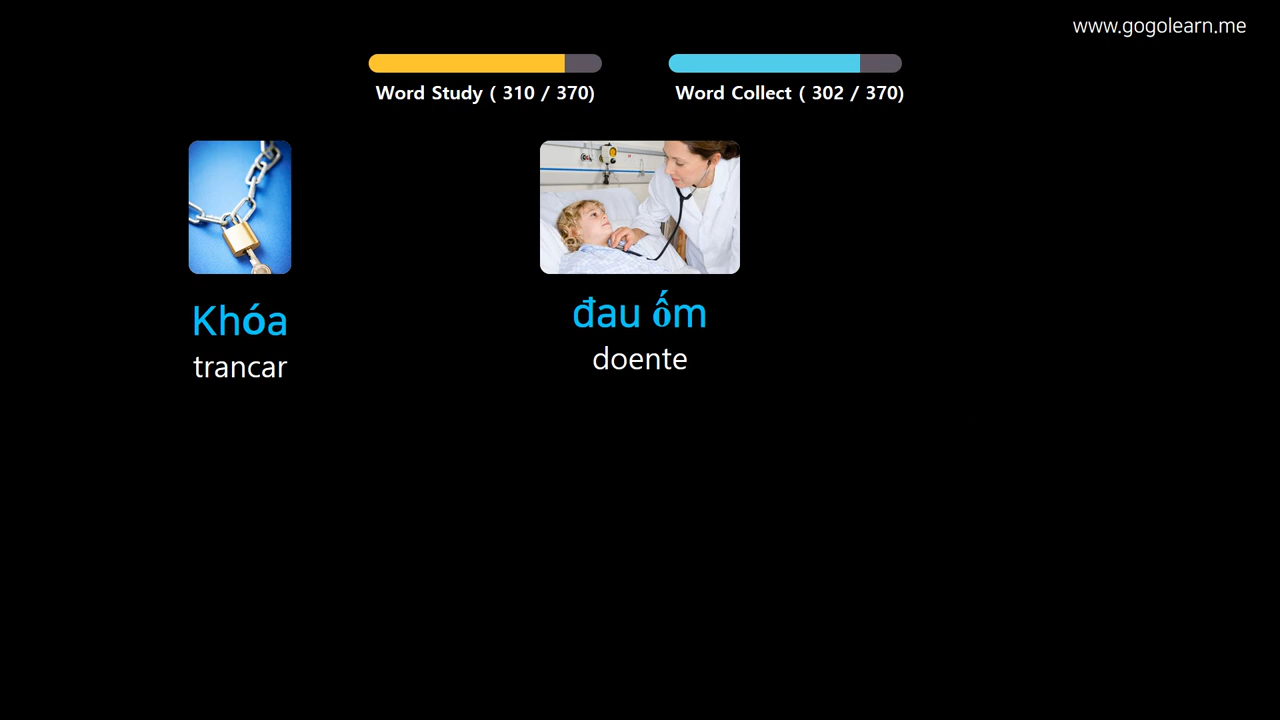 www.gogolearn.me
Word Study ( 310 / 370)
Word Collect ( 302 / 370)
Khóa
trancar
đau ốm
doente